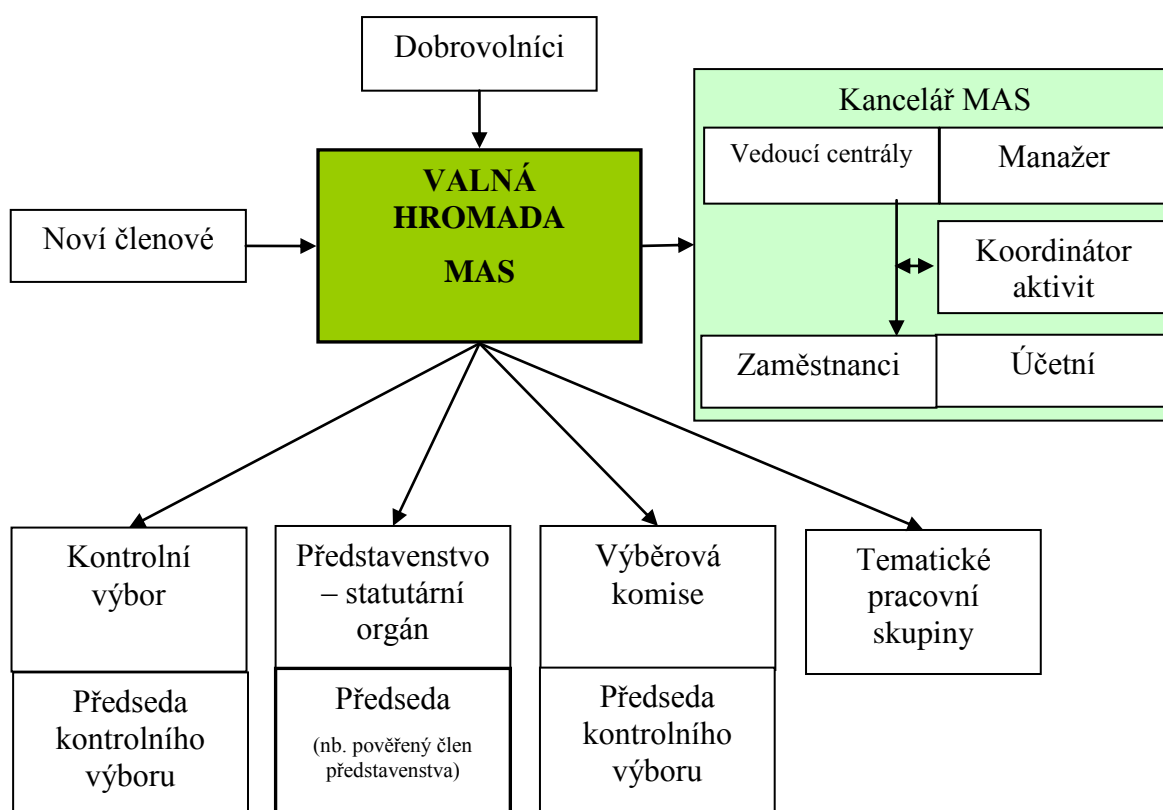 Dobrovolníci
Kancelář MAS
Vedoucí centrály
Manažer
VALNÁ
HROMADA
MAS
Noví členové
Koordinátor
aktivit
Zaměstnanci
Účetní
Kontrolní
výbor
Předseda
kontrolního
výboru
Představenstvo
– statutární
orgán
Předseda
(nb. pověřený člen
představenstva)
Výběrová
komise
Předseda
kontrolního
výboru
Tematické
pracovní
skupiny